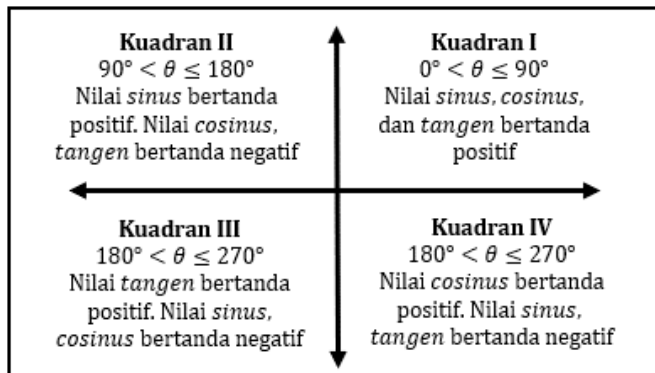 Kuadran II
90° < θ ≤ 180°
Nilai sinus bertanda
positif. Nilai cosinus,
tangen bertanda negatif
Kuadran I
0° < θ ≤ 90°
Nilai sinus, cosinus,
dan tangen bertanda
positif
Kuadran III
180° < θ ≤ 270°
Nilai tangen bertanda
positif. Nilai sinus,
cosinus bertanda negatif
Kuadran IV
180° < θ ≤ 270°
Nilai cosinus bertanda
positif. Nilai sinus,
tangen bertanda negatif